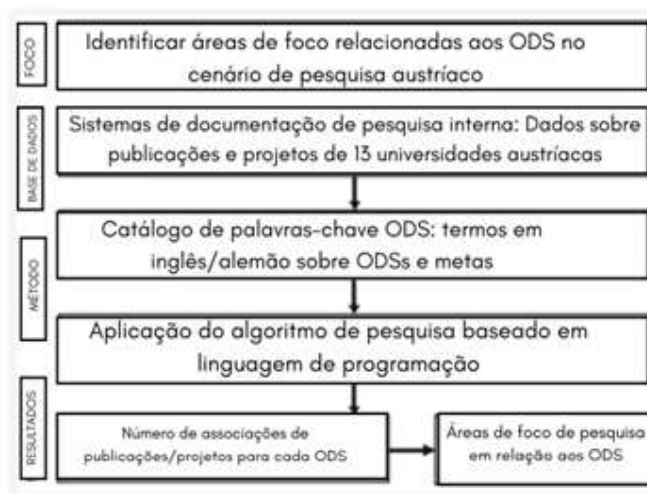 FOCO
Identificar áreas de foco relacionadas aos ODS no
cenário de pesquisa austríaco
BASE DE DADOS
Sistemas de documentação de pesquisa interna: Dados sobre
publicações e projetos de 13 universidades austríacas
MÉTODO
Catálogo de palavras-chave ODS: termos em
inglês/alemão sobre ODSs e metas
Aplicação do algoritmo de pesquisa baseado em
linguagem de programação
RESULTADOS
Número de associações de
publicações/projetos para cada ODS
Áreas de foco de pesquisa
em relação aos ODS